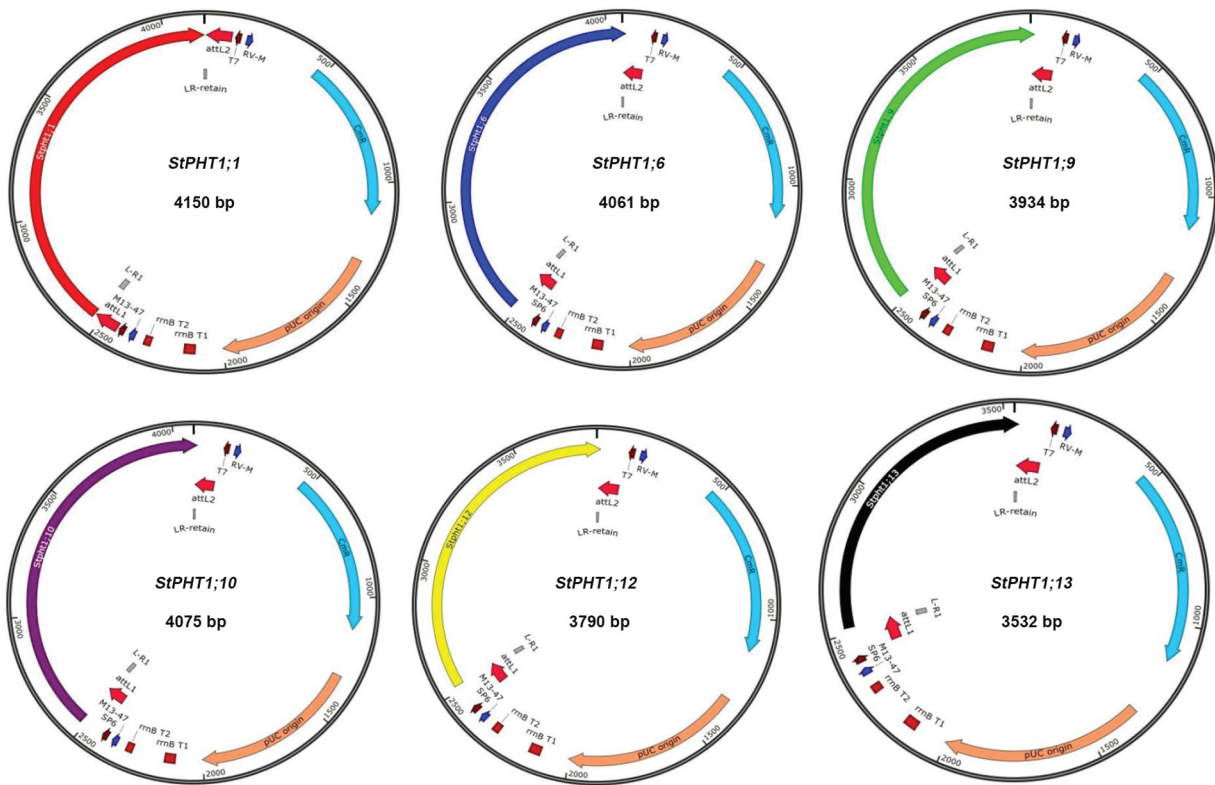 4000
attL2
T7
RV-M
500
LR-retain
CmR
3500
Stpht1;1
StPHT1;1
4150 bp
1000
3000
L-R1
M13-47
attL1
rrnB T2
rrnB T1
2500
1500
pUC origin
2000
4000
T7
RV-M
500
attL2
LR-retain
CmR
3500
Stpht1;6
StPHT1;6
4061 bp
1000
3000
L-R1
attL1
M13-47
SP6
rrnB T2
rrnB T1
2500
1500
pUC origin
2000
T7
RV-M
500
attL2
LR-retain
CmR
3500
Stpht1;9
StPHT1;9
3934 bp
1000
3000
L-R1
attL1
M13-47
SP6
rrnB T2
rrnB T1
2500
1500
pUC origin
2000
4000
T7
RV-M
500
attL2
LR-retain
CmR
3500
Stpht1;10
StPHT1;10
4075 bp
1000
3000
L-R1
attL1
M13-47
SP6
rrnB T2
rrnB T1
2500
1500
pUC origin
2000
3500
T7
RV-M
500
attL2
LR-retain
CmR
Stpht1;12
StPHT1;12
3790 bp
1000
3000
L-R1
attL1
M13-47
SP6
rrnB T2
rrnB T1
2500
1500
pUC origin
2000
3500
T7
RV-M
500
attL2
LR-retain
CmR
3000
Stpht1;13
StPHT1;13
3532 bp
1000
L-R1
attL1
M13-47
SP6
rrnB T2
rrnB T1
2500
1500
pUC origin
2000